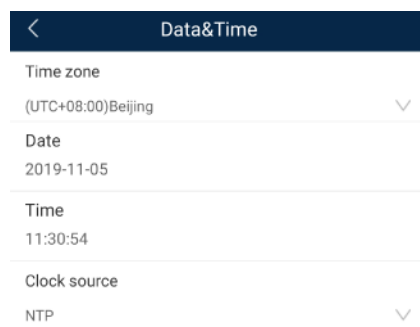 Data&Time
Time zone
(UTC+08:00)Beijing
Date
2019-11-05
Time
11:30:54
Clock source
NTP